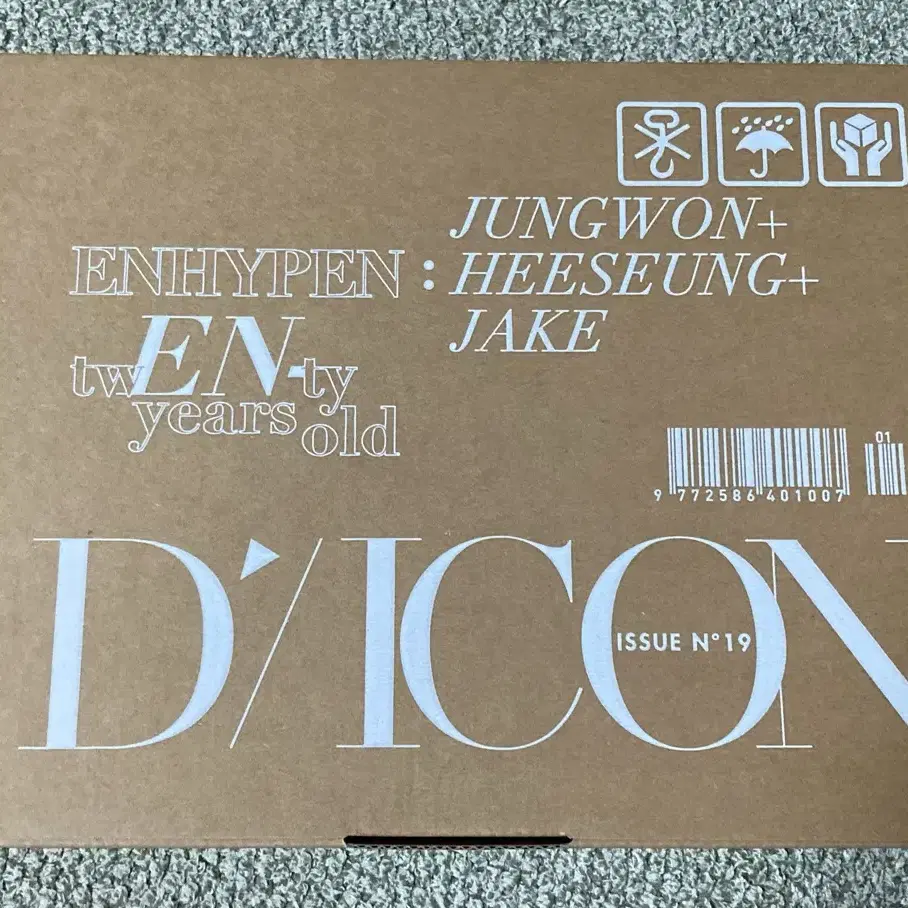 JUNGWON+
ENHYPEN : HEESEUNG+
JAKE
twEN-ty
years old
01
9 772586 401007
D'/ICON
ISSUE N°19